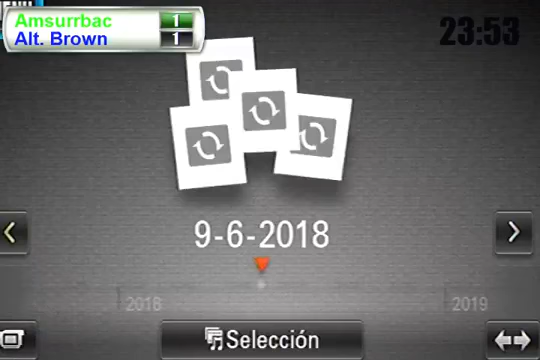 Amsurrbac 1
Alt. Brown 1
23:53
9-6-2018
2018 2019
Selección